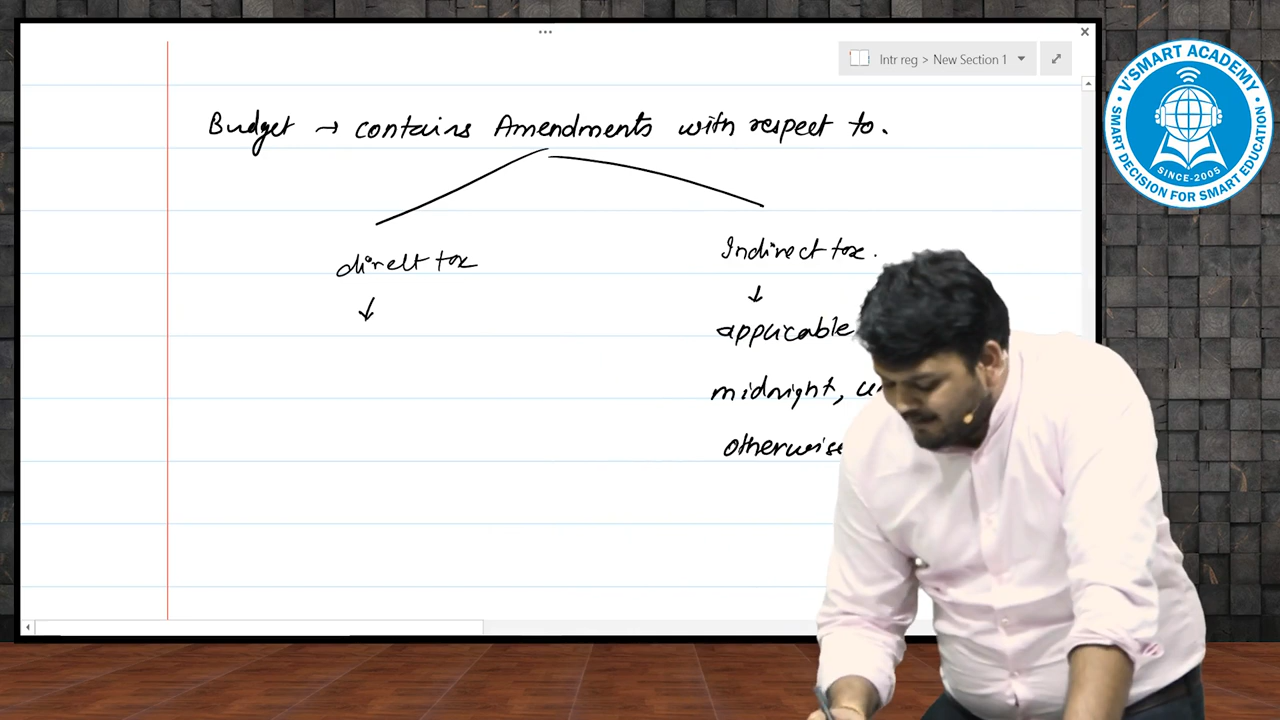 Intr reg > New Section 1
Budget → contains Amendments with respect to.
direct tax
Indirect tax.
↓
↓
applicable
midnight,
otherwise
V'SMART ACADEMY
SINCE-2005
SMART DECISION FOR SMART EDUCATION